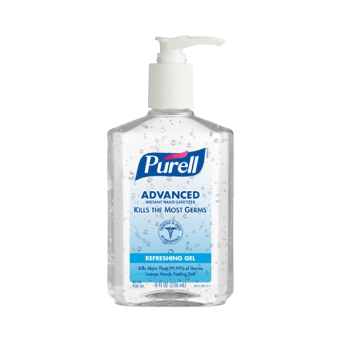 Purell
ADVANCED
INSTANT HAND SANITIZER
KILLS THE MOST GERMS
REFRESHING GEL
Kills More Than 99.99% of Germs
Leaves Hands Feeling Soft
8 FL OZ (236 mL)